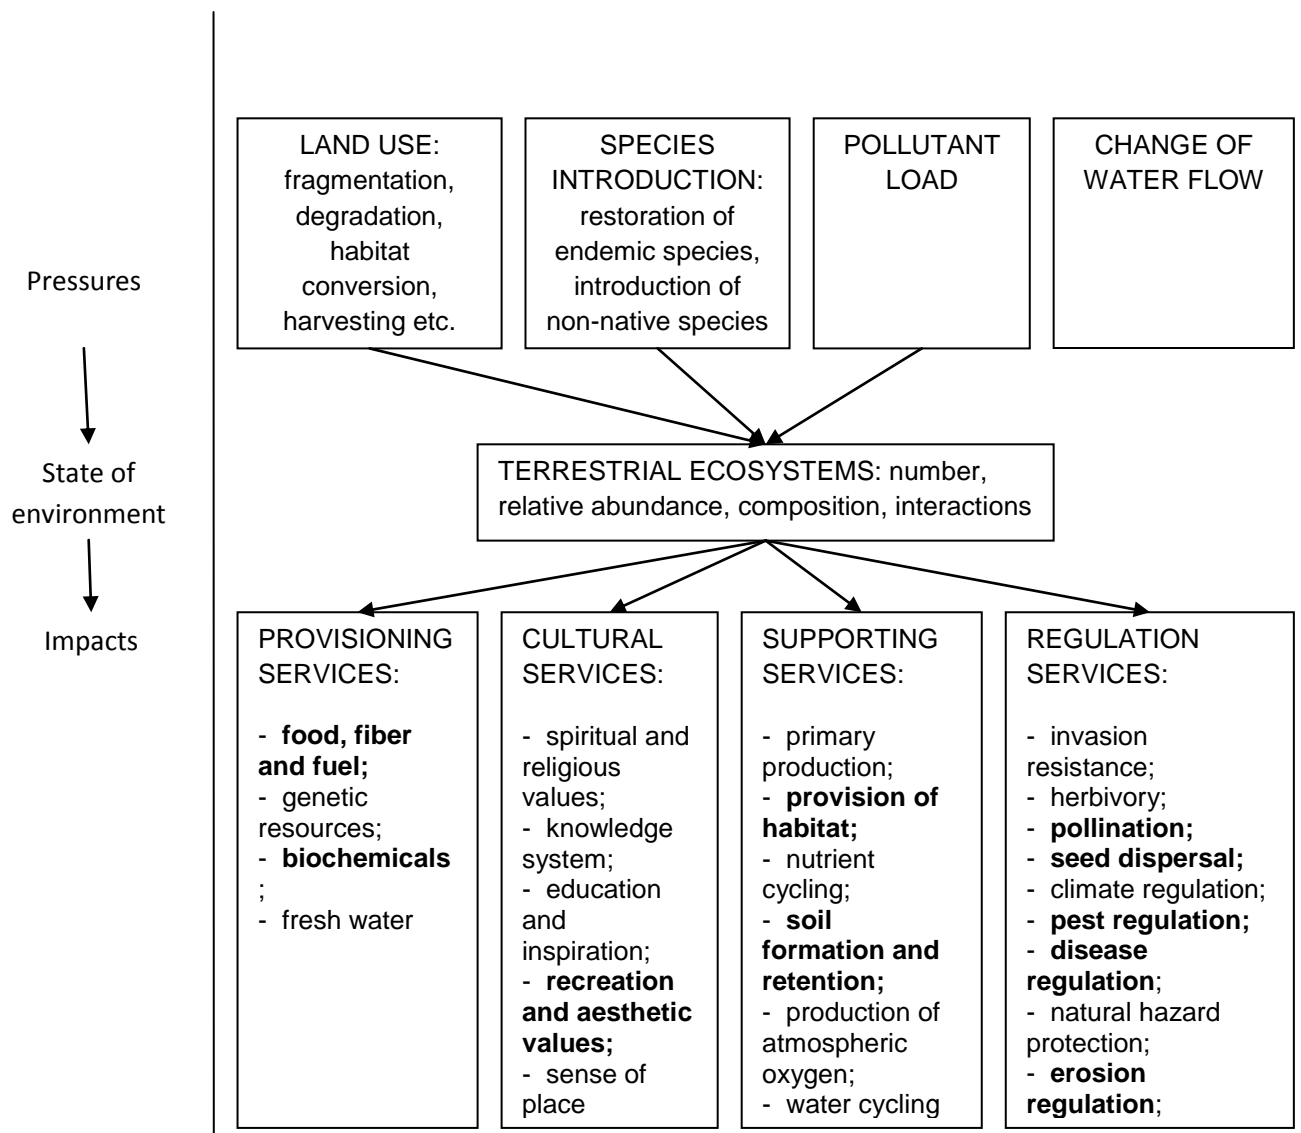 LAND USE:
fragmentation,
degradation,
habitat
conversion,
harvesting etc.
SPECIES
INTRODUCTION:
restoration of
endemic species,
introduction of
non-native species
POLLUTANT
LOAD
CHANGE OF
WATER FLOW
Pressures
State of
environment
TERRESTRIAL ECOSYSTEMS: number,
relative abundance, composition, interactions
Impacts
PROVISIONING
SERVICES:
- food, fiber
and fuel;
- genetic
resources;
- biochemicals
;
- fresh water
CULTURAL
SERVICES:
- spiritual and
religious
values;
- knowledge
system;
- education
and
inspiration;
- recreation
and aesthetic
values;
- sense of
place
SUPPORTING
SERVICES:
- primary
production;
- provision of
habitat;
- nutrient
cycling;
- soil
formation and
retention;
- production of
atmospheric
oxygen;
- water cycling
REGULATION
SERVICES:
- invasion
resistance;
- herbivory;
- pollination;
- seed dispersal;
- climate regulation;
- pest regulation;
- disease
regulation;
- natural hazard
protection;
- erosion
regulation;